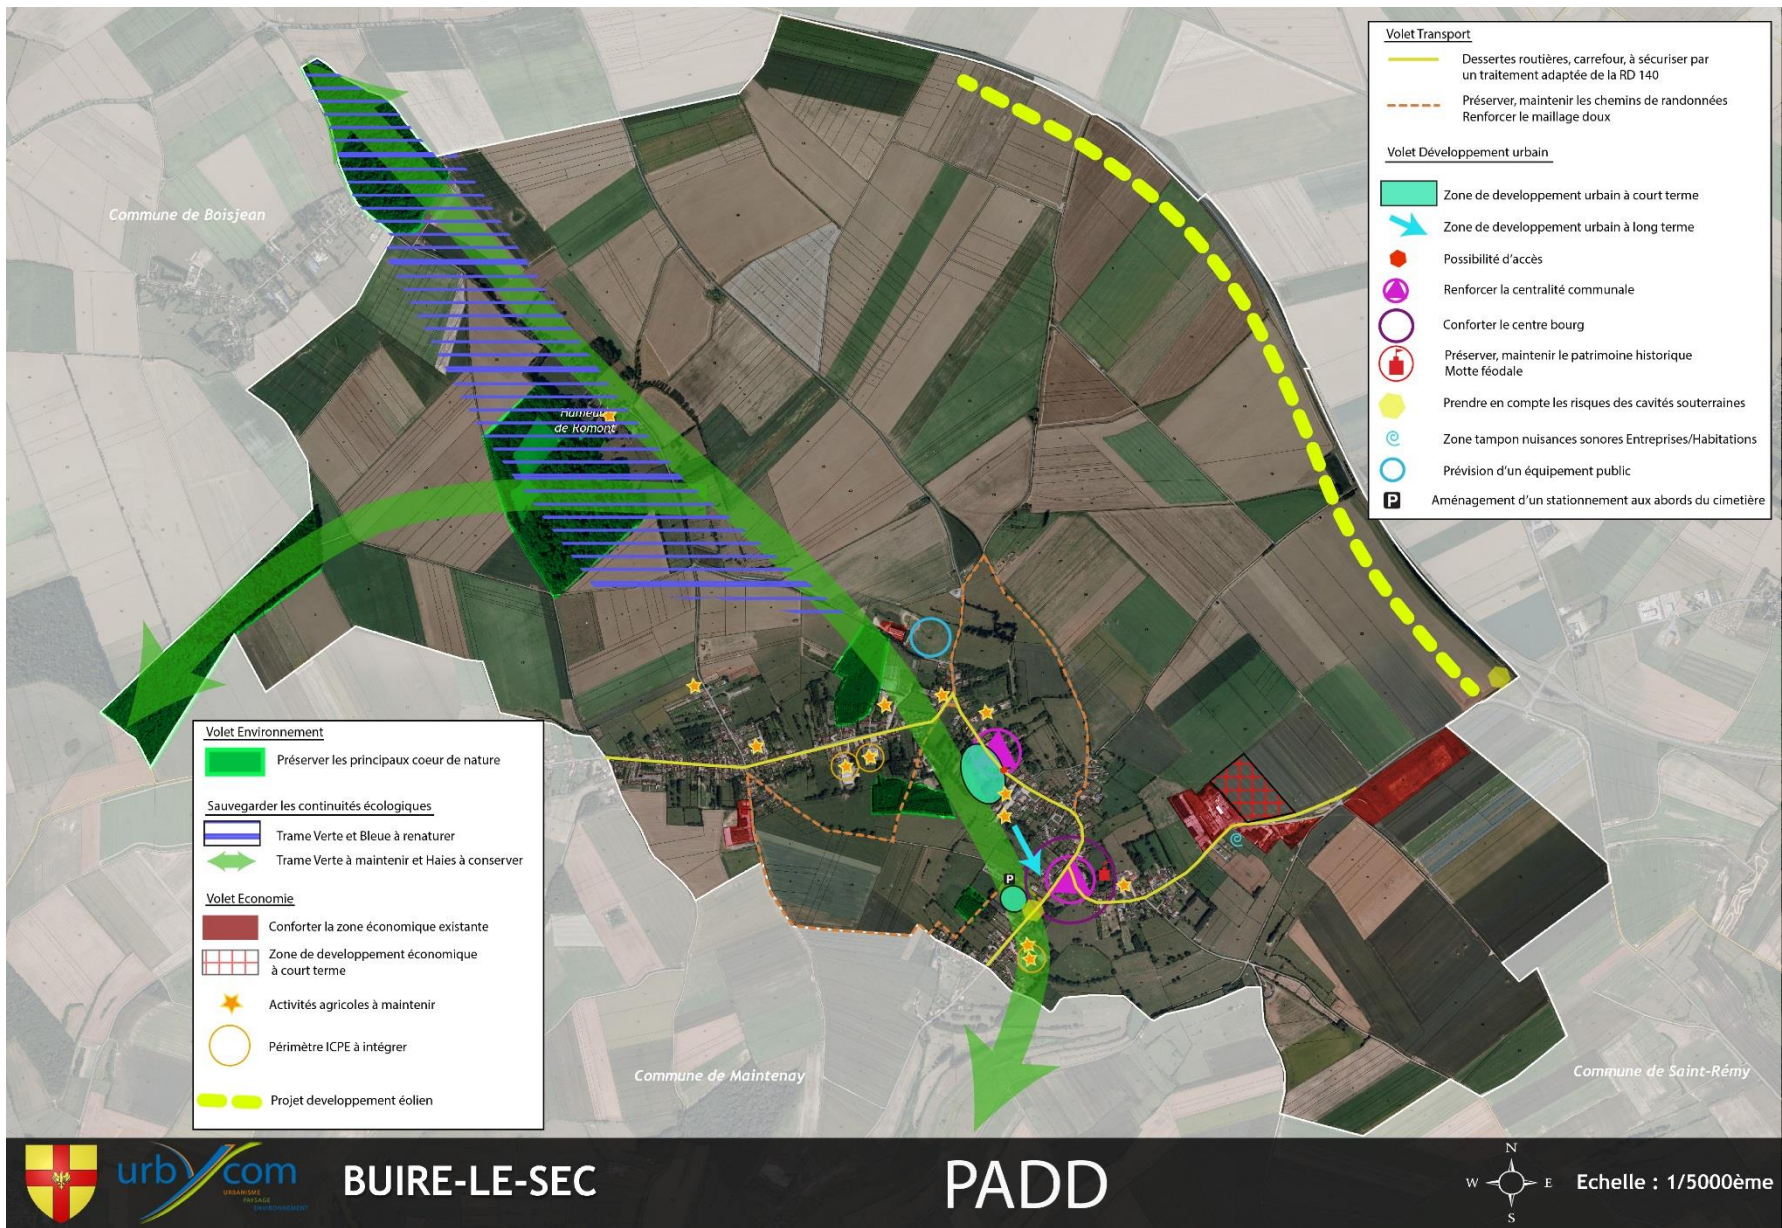 Volet Transport
Dessertes routières, carrefour, à sécuriser par
un traitement adaptée de la RD 140
Préserver, maintenir les chemins de randonnées
Renforcer le maillage doux
Volet Développement urbain
Zone de developpement urbain à court terme
Zone de developpement urbain à long terme
Possibilité d'accès
Renforcer la centralité communale
Conforter le centre bourg
Préserver, maintenir le patrimoine historique
Motte féodale
Prendre en compte les risques des cavités souterraines
Zone tampon nuisances sonores Entreprises/Habitations
Prévision d'un équipement public
P
Aménagement d'un stationnement aux abords du cimetière
Commune de Boisjean
Hameau
de Romont
P
Volet Environnement
Préserver les principaux coeur de nature
Sauvegarder les continuités écologiques
Trame Verte et Bleue à renaturer
Trame Verte à maintenir et Haies à conserver
Volet Economie
Conforter la zone économique existante
Zone de developpement économique
à court terme
Activités agricoles à maintenir
Périmètre ICPE à intégrer
Projet developpement éolien
Commune de Maintenay
Commune de Saint-Rémy
urbycom
URBANISME
PAYSAGE
ENVIRONNEMENT
BUIRE-LE-SEC
PADD
N
W
E
S
Echelle : 1/5000ème